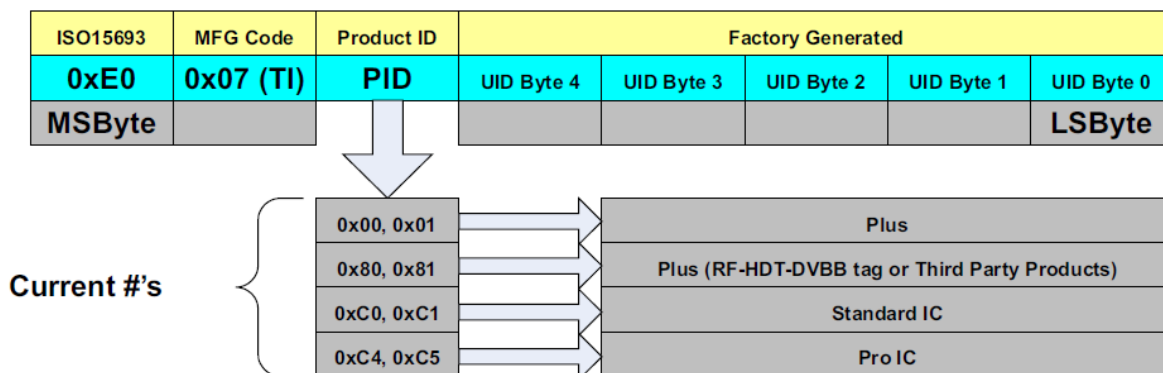 ISO15693 MFG Code Product ID Factory Generated
0xE0 0x07 (TI) PID UID Byte 4 UID Byte 3 UID Byte 2 UID Byte 1 UID Byte 0
MSByte LSByte
Current #'s
0x00, 0x01 Plus
0x80, 0x81 Plus (RF-HDT-DVBB tag or Third Party Products)
0xC0, 0xC1 Standard IC
0xC4, 0xC5 Pro IC